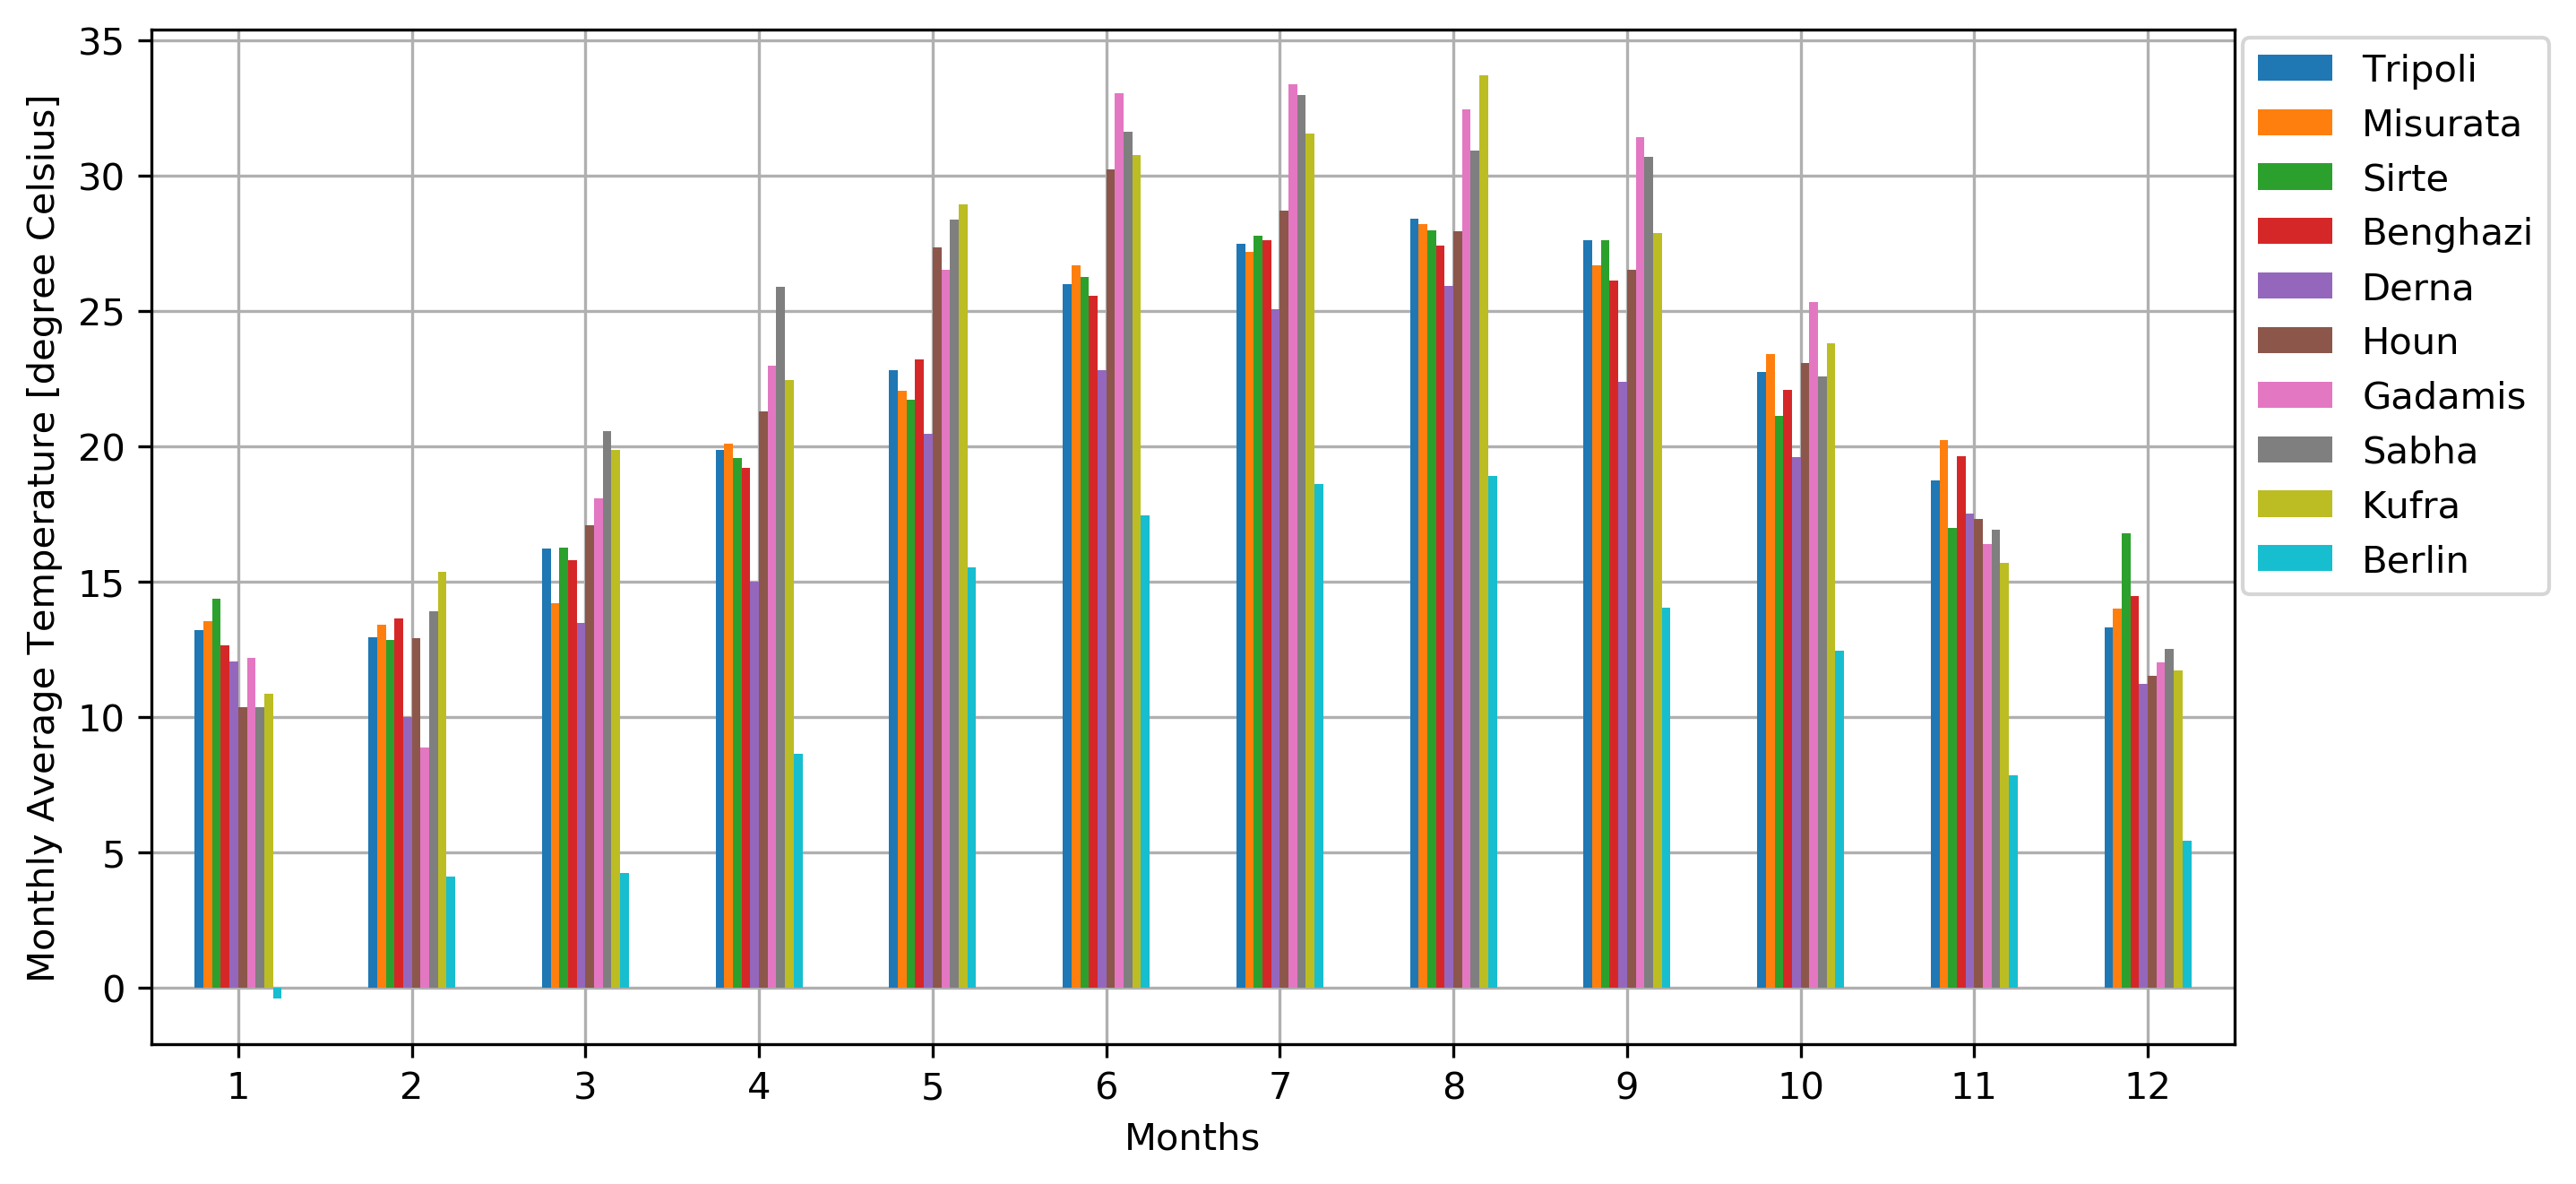 Monthly Average Temperature [degree Celsius]
35
30
25
20
15
10
5
0
1 2 3 4 5 6 7 8 9 10 11 12
Months
Tripoli
Misurata
Sirte
Benghazi
Derna
Houn
Gadamis
Sabha
Kufra
Berlin